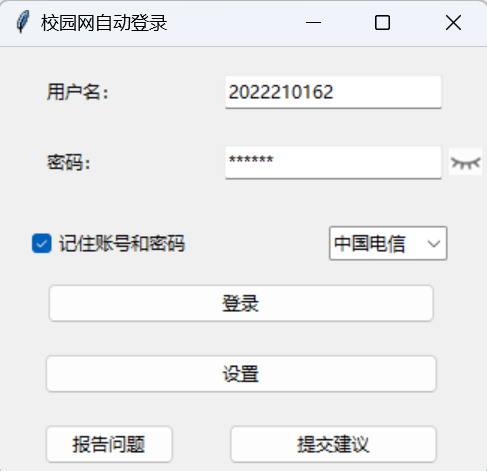 校园网自动登录
用户名： 2022210162
密码： ******
记住账号和密码 中国电信
登录
设置
报告问题 提交建议